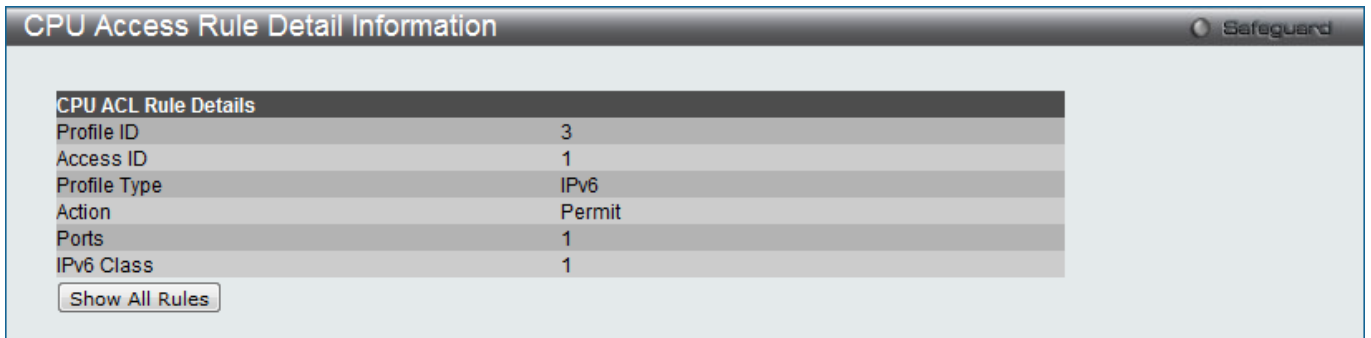 CPU Access Rule Detail Information
Safeguard
CPU ACL Rule Details
Profile ID 3
Access ID 1
Profile Type IPv6
Action Permit
Ports 1
IPv6 Class 1
Show All Rules